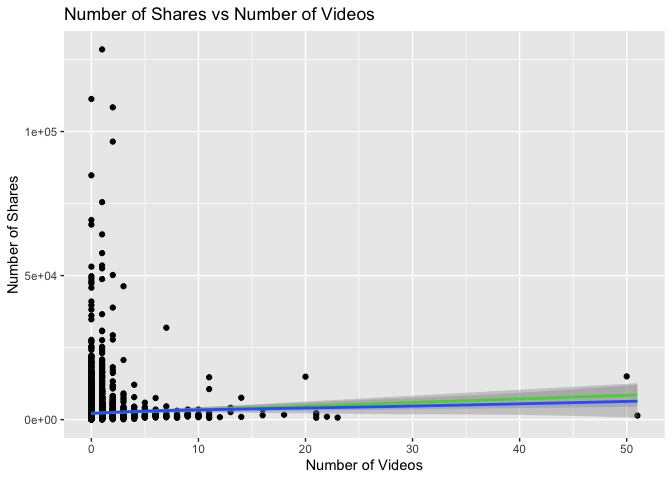 Number of Shares vs Number of Videos
1e+05
5e+04
0e+00
Number of Shares
0
10
20
30
40
50
Number of Videos